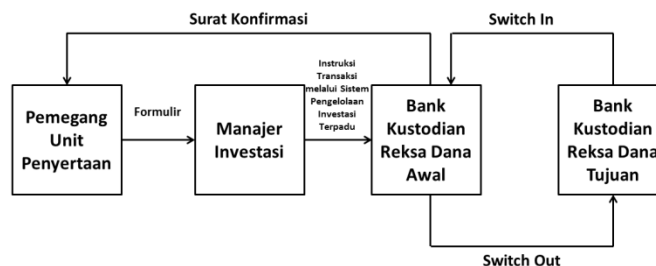 Surat Konfirmasi
Switch In
Pemegang
Unit
Penyertaan
Formulir
Manajer
Investasi
Instruksi
Transaksi
melalui Sistem
Pengelolaan
Investasi
Terpadu
Bank
Kustodian
Reksa Dana
Awal
Bank
Kustodian
Reksa Dana
Tujuan
Switch Out